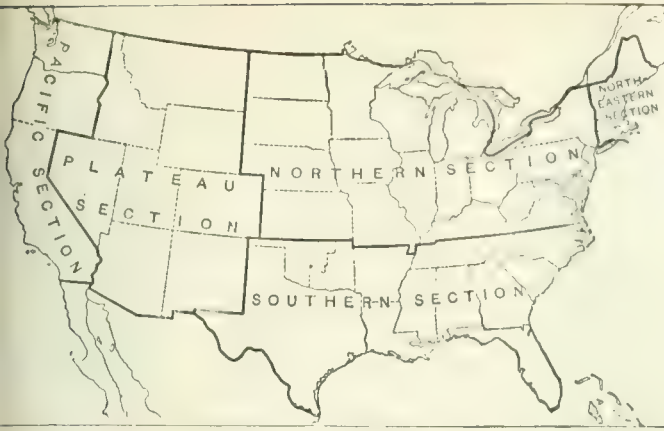 PACIFIC SECTION
PLATEAU
SECTION
NORTHERN SECTION
NORTH-
EASTERN
SECTION
SOUTHERN SECTION